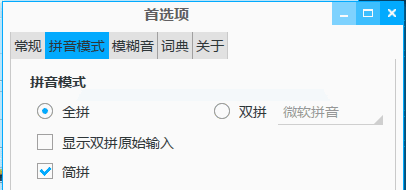 首选项
常规 拼音模式 模糊音 词典 关于
拼音模式
全拼 双拼 微软拼音
显示双拼原始输入
简拼